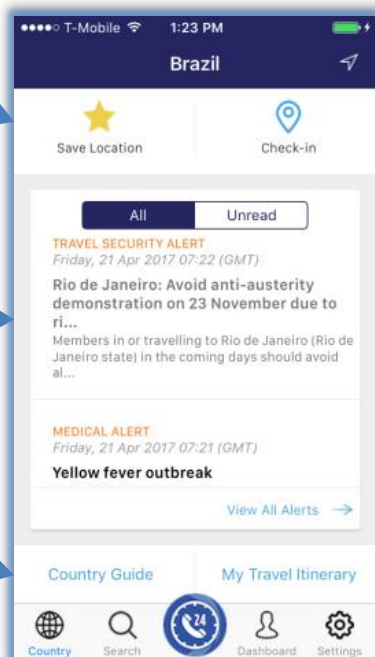 T-Mobile 1:23 PM
Brazil
Save Location Check-in
All Unread
TRAVEL SECURITY ALERT
Friday, 21 Apr 2017 07:22 (GMT)
Rio de Janeiro: Avoid anti-austerity
demonstration on 23 November due to
ri...
Members in or travelling to Rio de Janeiro (Rio de
Janeiro state) in the coming days should avoid
al...
MEDICAL ALERT
Friday, 21 Apr 2017 07:21 (GMT)
Yellow fever outbreak
View All Alerts →
Country Guide My Travel Itinerary
24
Country Search Dashboard Settings